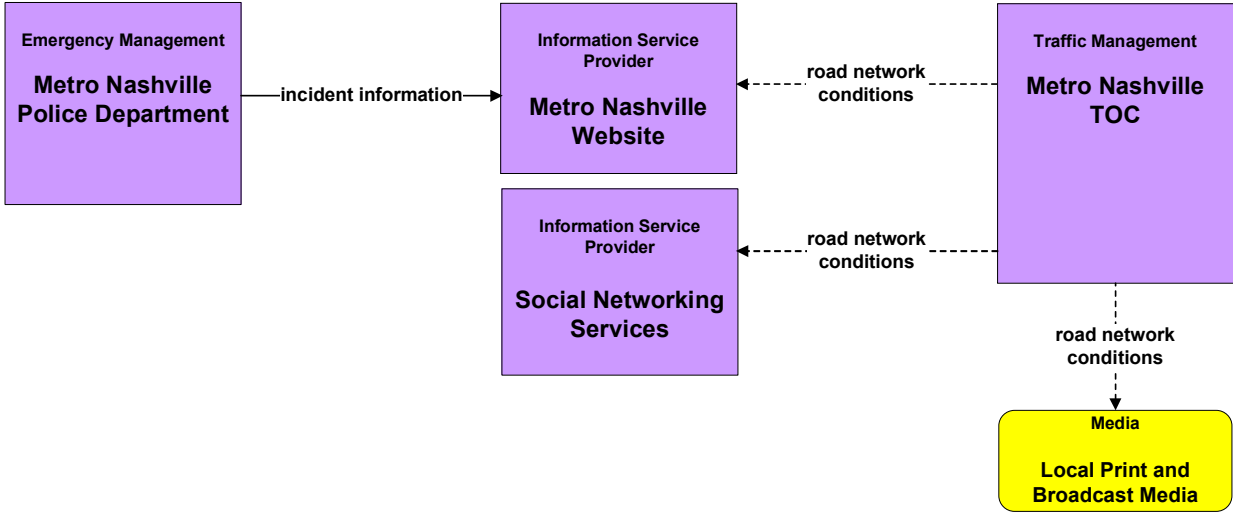 Emergency Management
Metro Nashville
Police Department
incident information
Information Service
Provider
Metro Nashville
Website
road network
conditions
Traffic Management
Metro Nashville
TOC
Information Service
Provider
Social Networking
Services
road network
conditions
road network
conditions
Media
Local Print and
Broadcast Media